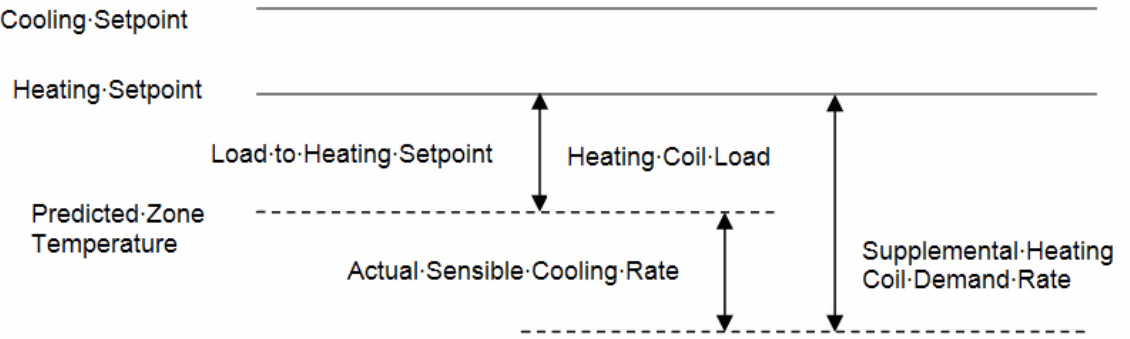 Cooling·Setpoint
Heating·Setpoint
Load·to·Heating·Setpoint
Heating·Coil·Load
Predicted·Zone
Temperature
Actual·Sensible·Cooling·Rate
Supplemental·Heating
Coil·Demand·Rate